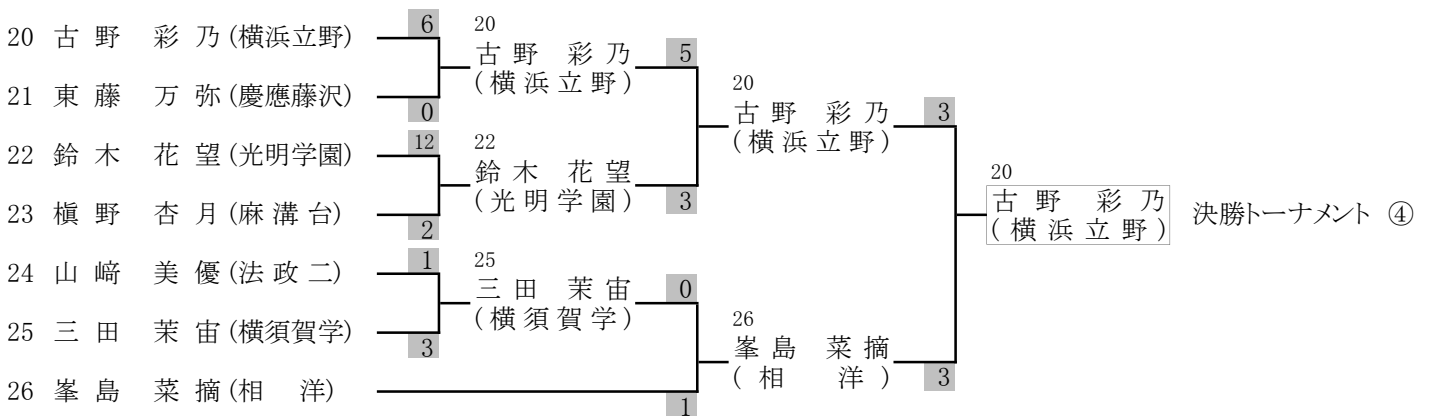 20 古野 彩乃 (横浜立野)
6
21 東藤 万弥 (慶應藤沢)
0
22 鈴木 花望 (光明学園)
12
23 槇野 杏月 (麻溝台)
2
24 山﨑 美優 (法政二)
1
25 三田 茉宙 (横須賀学)
3
26 峯島 菜摘 (相 洋)
1
20
古野 彩乃
(横浜立野)
5
22
鈴木 花望
(光明学園)
3
25
三田 茉宙
(横須賀学)
0
20
古野 彩乃
(横浜立野)
3
26
峯島 菜摘
(相 洋)
3
20
古野 彩乃
(横浜立野)
決勝トーナメント ④